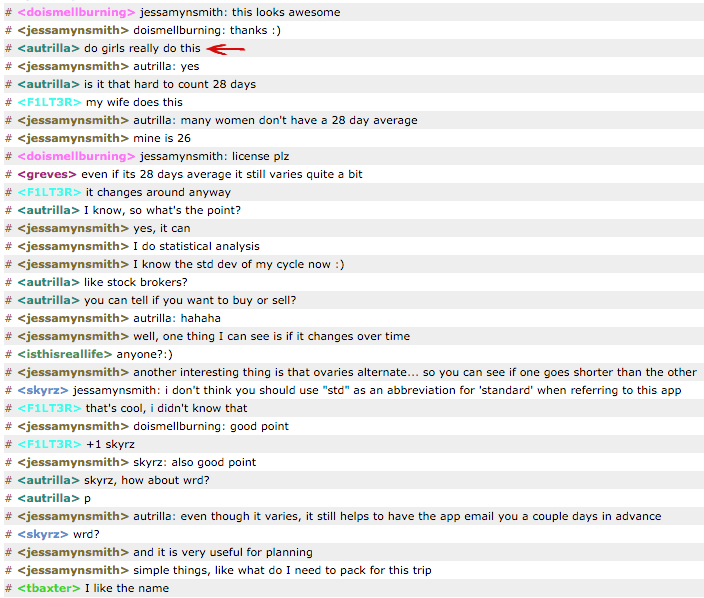 # <doismellburning> jessamynsmith: this looks awesome
# <jessamynsmith> doismellburning: thanks :)
# <autrilla> do girls really do this
# <jessamynsmith> autrilla: yes
# <autrilla> is it that hard to count 28 days
# <F1LT3R> my wife does this
# <jessamynsmith> autrilla: many women don't have a 28 day average
# <jessamynsmith> mine is 26
# <doismellburning> jessamynsmith: license plz
# <greves> even if its 28 days average it still varies quite a bit
# <F1LT3R> it changes around anyway
# <autrilla> I know, so what's the point?
# <jessamynsmith> yes, it can
# <jessamynsmith> I do statistical analysis
# <jessamynsmith> I know the std dev of my cycle now :)
# <autrilla> like stock brokers?
# <autrilla> you can tell if you want to buy or sell?
# <jessamynsmith> autrilla: hahaha
# <jessamynsmith> well, one thing I can see is if it changes over time
# <isthisreallife> anyone?:)
# <jessamynsmith> another interesting thing is that ovaries alternate... so you can see if one goes shorter than the other
# <skyrz> jessamynsmith: i don't think you should use "std" as an abbreviation for 'standard' when referring to this app
# <F1LT3R> that's cool, i didn't know that
# <jessamynsmith> doismellburning: good point
# <F1LT3R> +1 skyrz
# <jessamynsmith> skyrz: also good point
# <autrilla> skyrz, how about wrd?
# <autrilla> p
# <jessamynsmith> autrilla: even though it varies, it still helps to have the app email you a couple days in advance
# <skyrz> wrd?
# <jessamynsmith> and it is very useful for planning
# <jessamynsmith> simple things, like what do I need to pack for this trip
# <tbaxter> I like the name